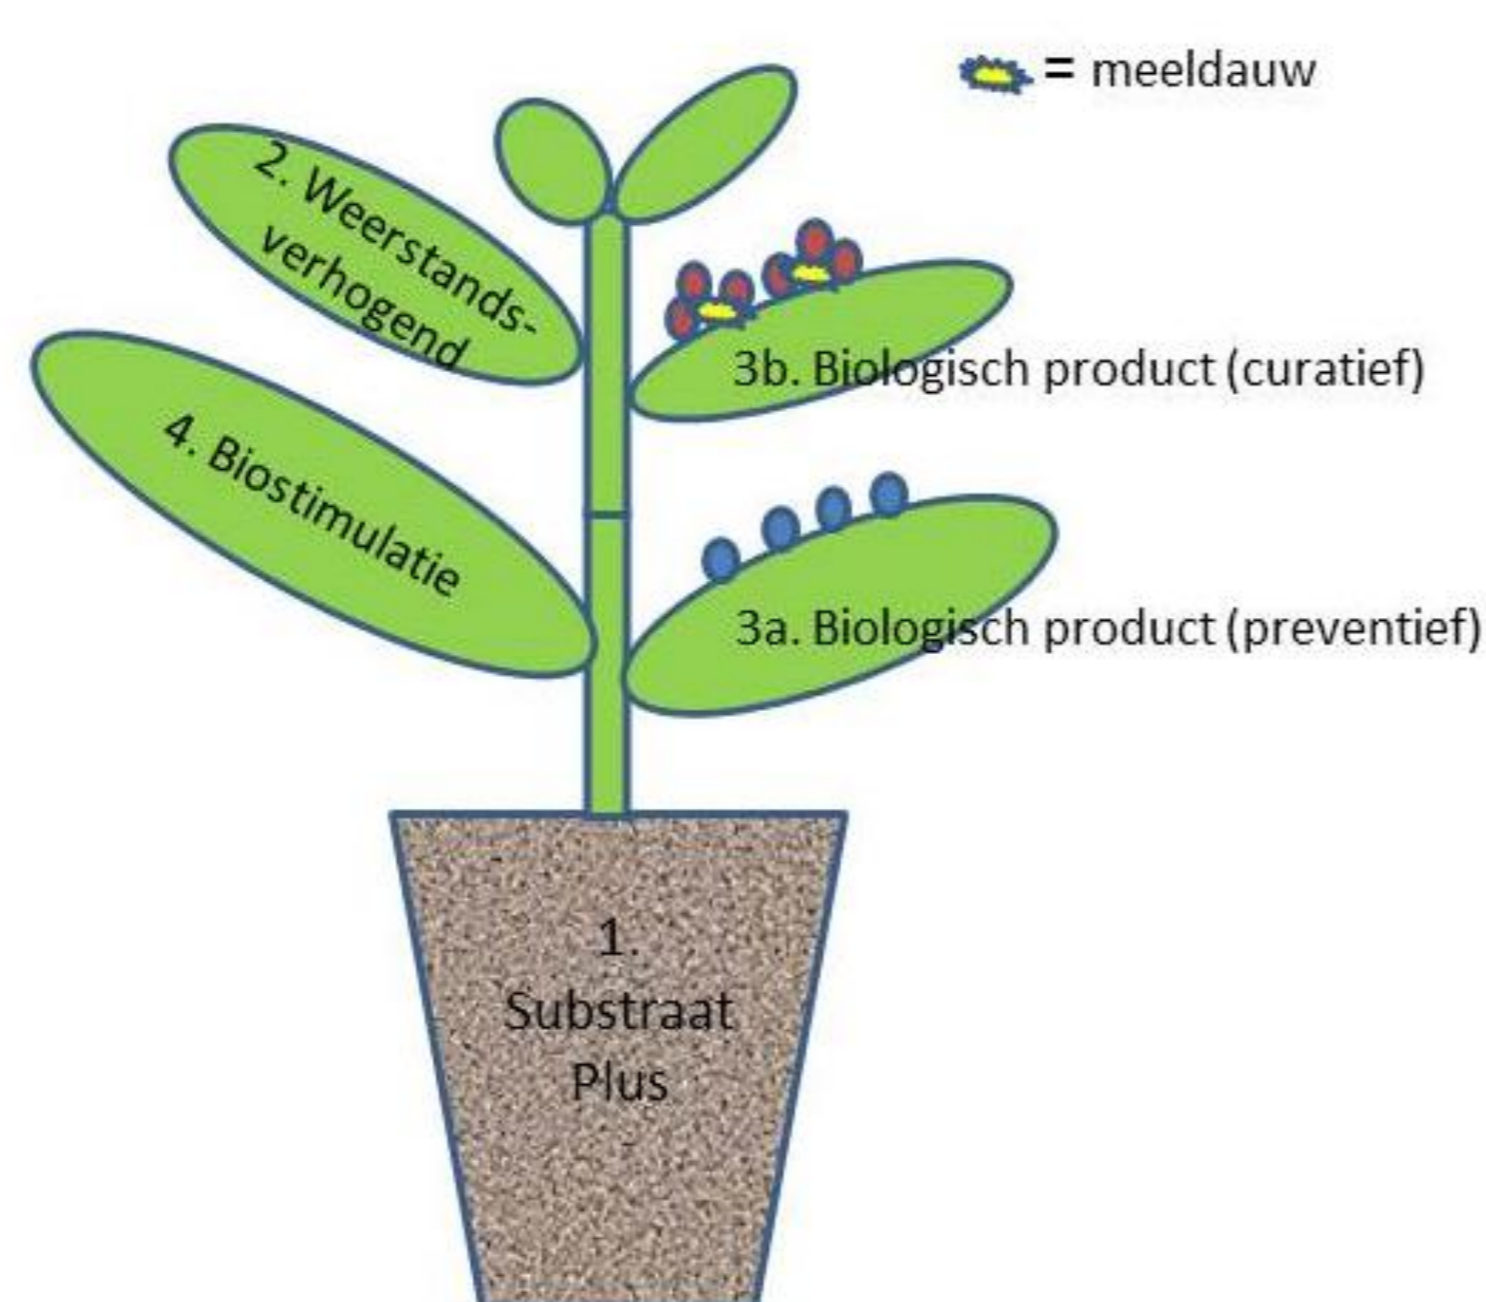 = meeldauw
2. Weerstands-
verhogend
3b. Biologisch product (curatief)
4. Biostimulatie
3a. Biologisch product (preventief)
1.
Substraat
Plus